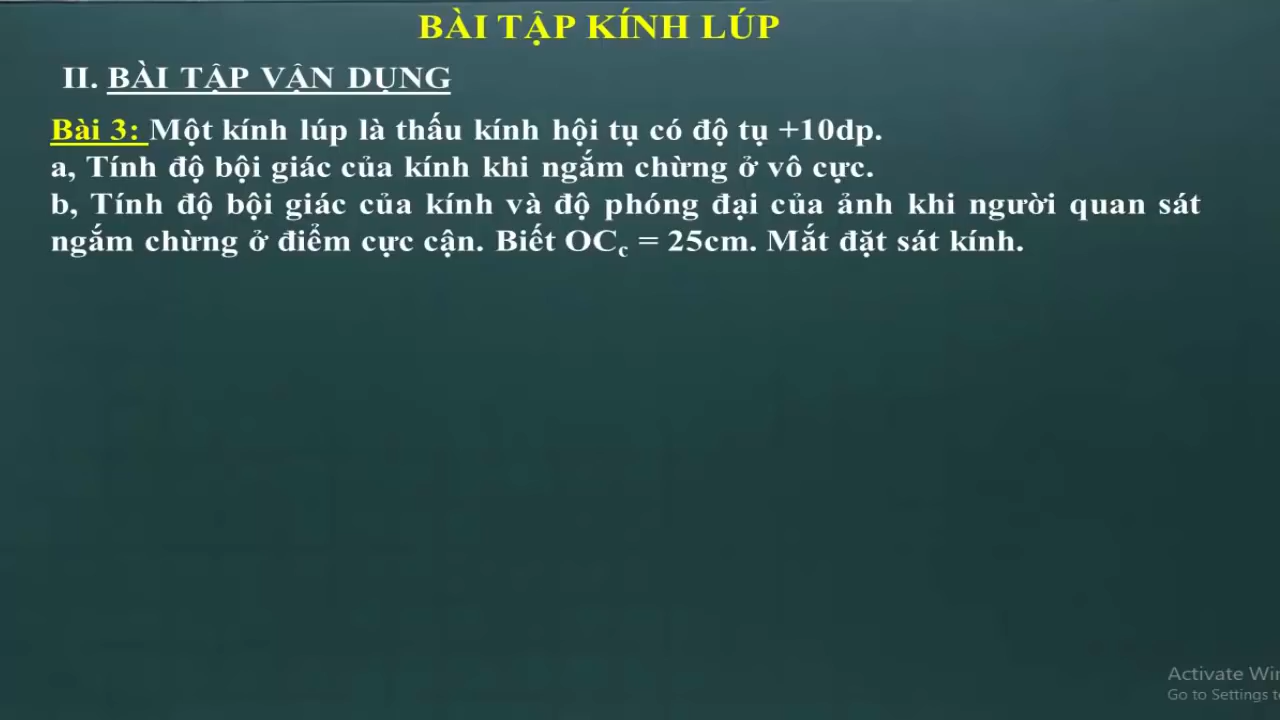 BÀI TẬP KÍNH LÚP
II. BÀI TẬP VẬN DỤNG
Bài 3: Một kính lúp là thấu kính hội tụ có độ tụ +10dp.
a, Tính độ bội giác của kính khi ngắm chừng ở vô cực.
b, Tính độ bội giác của kính và độ phóng đại của ảnh khi người quan sát
ngắm chừng ở điểm cực cận. Biết OCc = 25cm. Mắt đặt sát kính.
Activate Win
Go to Settings t